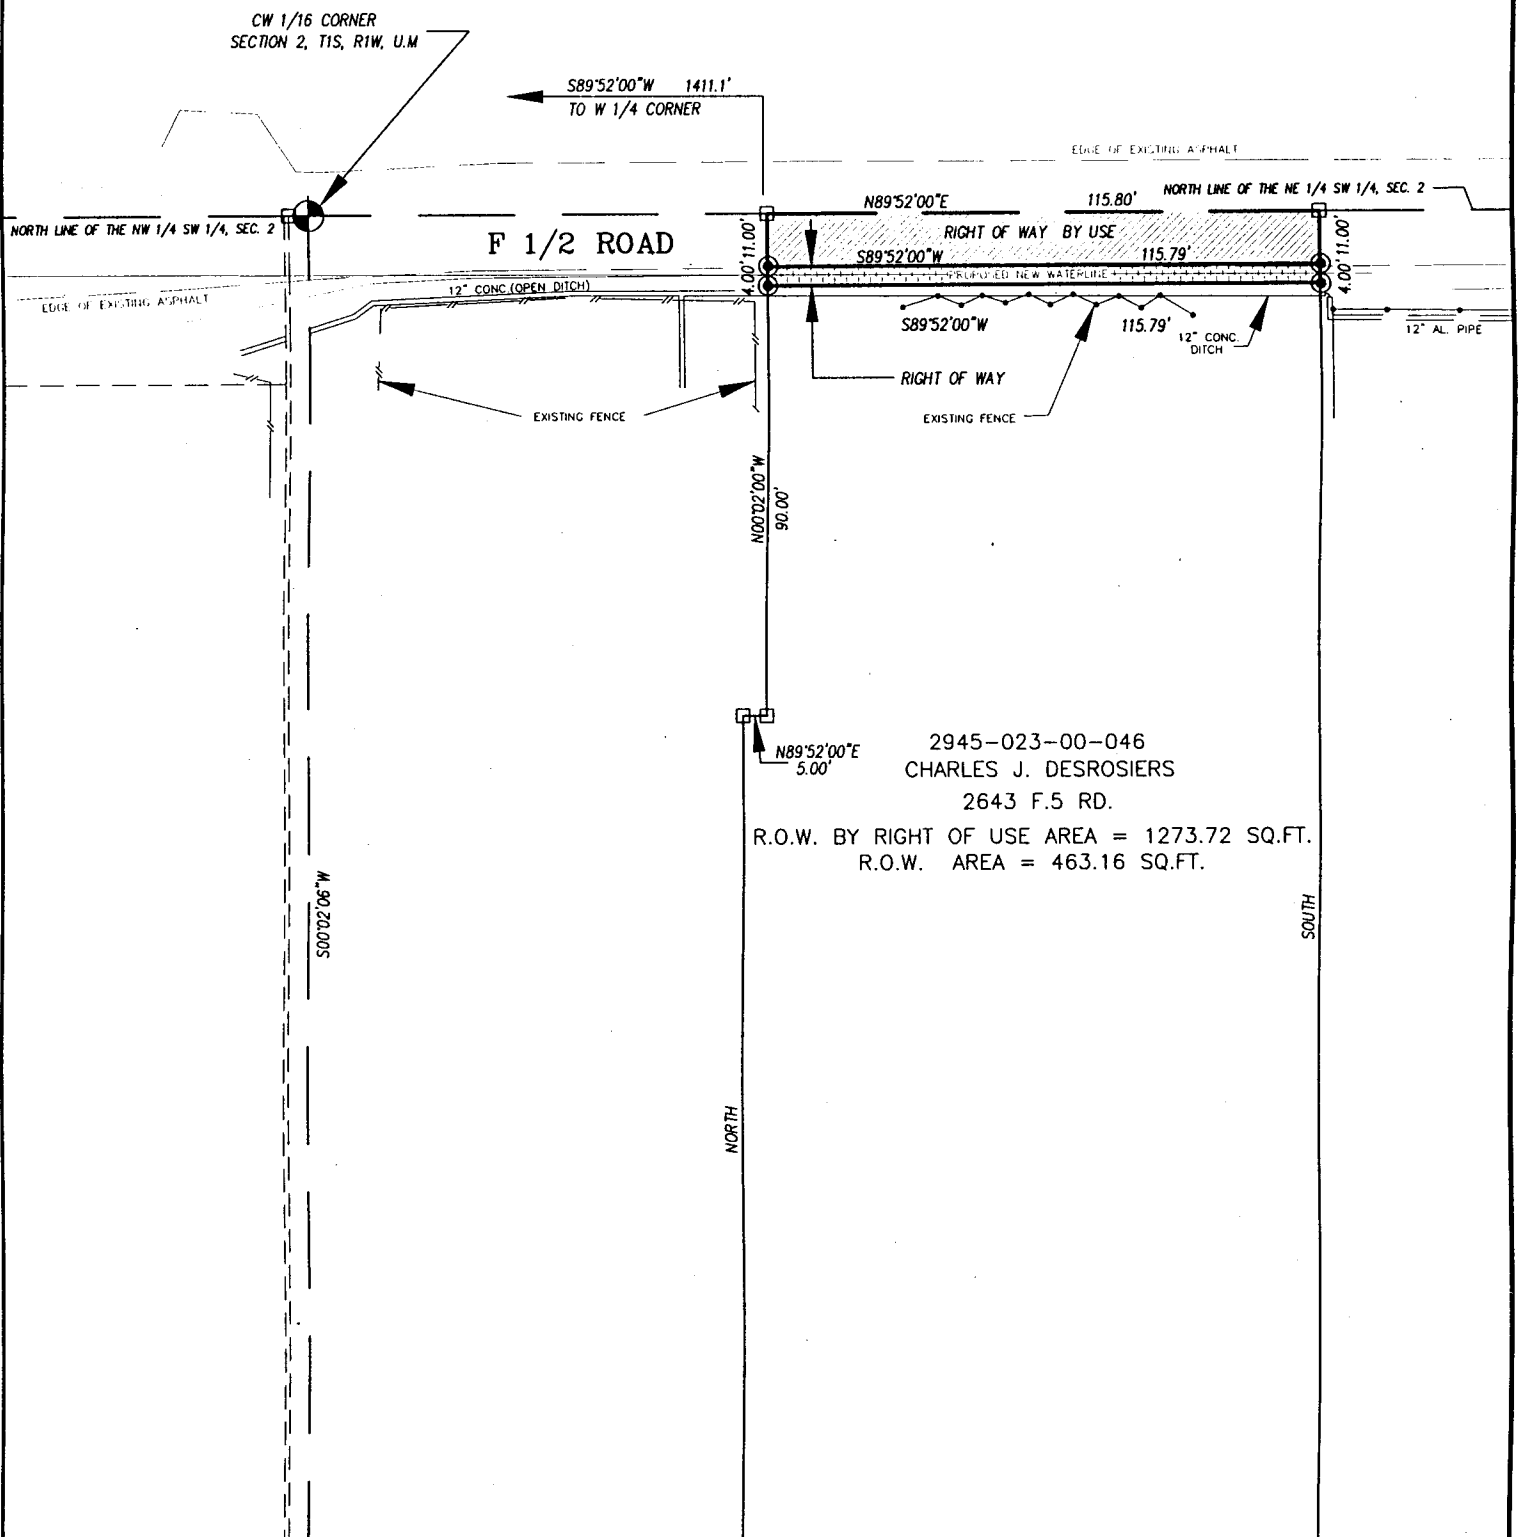 CW 1/16 CORNER
SECTION 2, T1S, R1W, U.M
S89°52'00"W 1411.1'
TO W 1/4 CORNER
EDGE OF EXISTING ASPHALT
N89°52'00"E 115.80'
NORTH LINE OF THE NE 1/4 SW 1/4, SEC. 2
NORTH LINE OF THE NW 1/4 SW 1/4, SEC. 2
F 1/2 ROAD
11.00'
RIGHT OF WAY BY USE
11.00'
S89°52'00"W 115.79'
4.00'
PROPOSED NEW WATERLINE
4.00'
EDGE OF EXISTING ASPHALT
12" CONC.(OPEN DITCH)
S89°52'00"W 115.79'
12" CONC.
DITCH
12" AL. PIPE
RIGHT OF WAY
EXISTING FENCE
EXISTING FENCE
N00°02'00"W
90.00'
N89°52'00"E
5.00'
2945-023-00-046
CHARLES J. DESROSIERS
2643 F.5 RD.
R.O.W. BY RIGHT OF USE AREA = 1273.72 SQ.FT.
R.O.W. AREA = 463.16 SQ.FT.
S00°02'06"W
SOUTH
NORTH